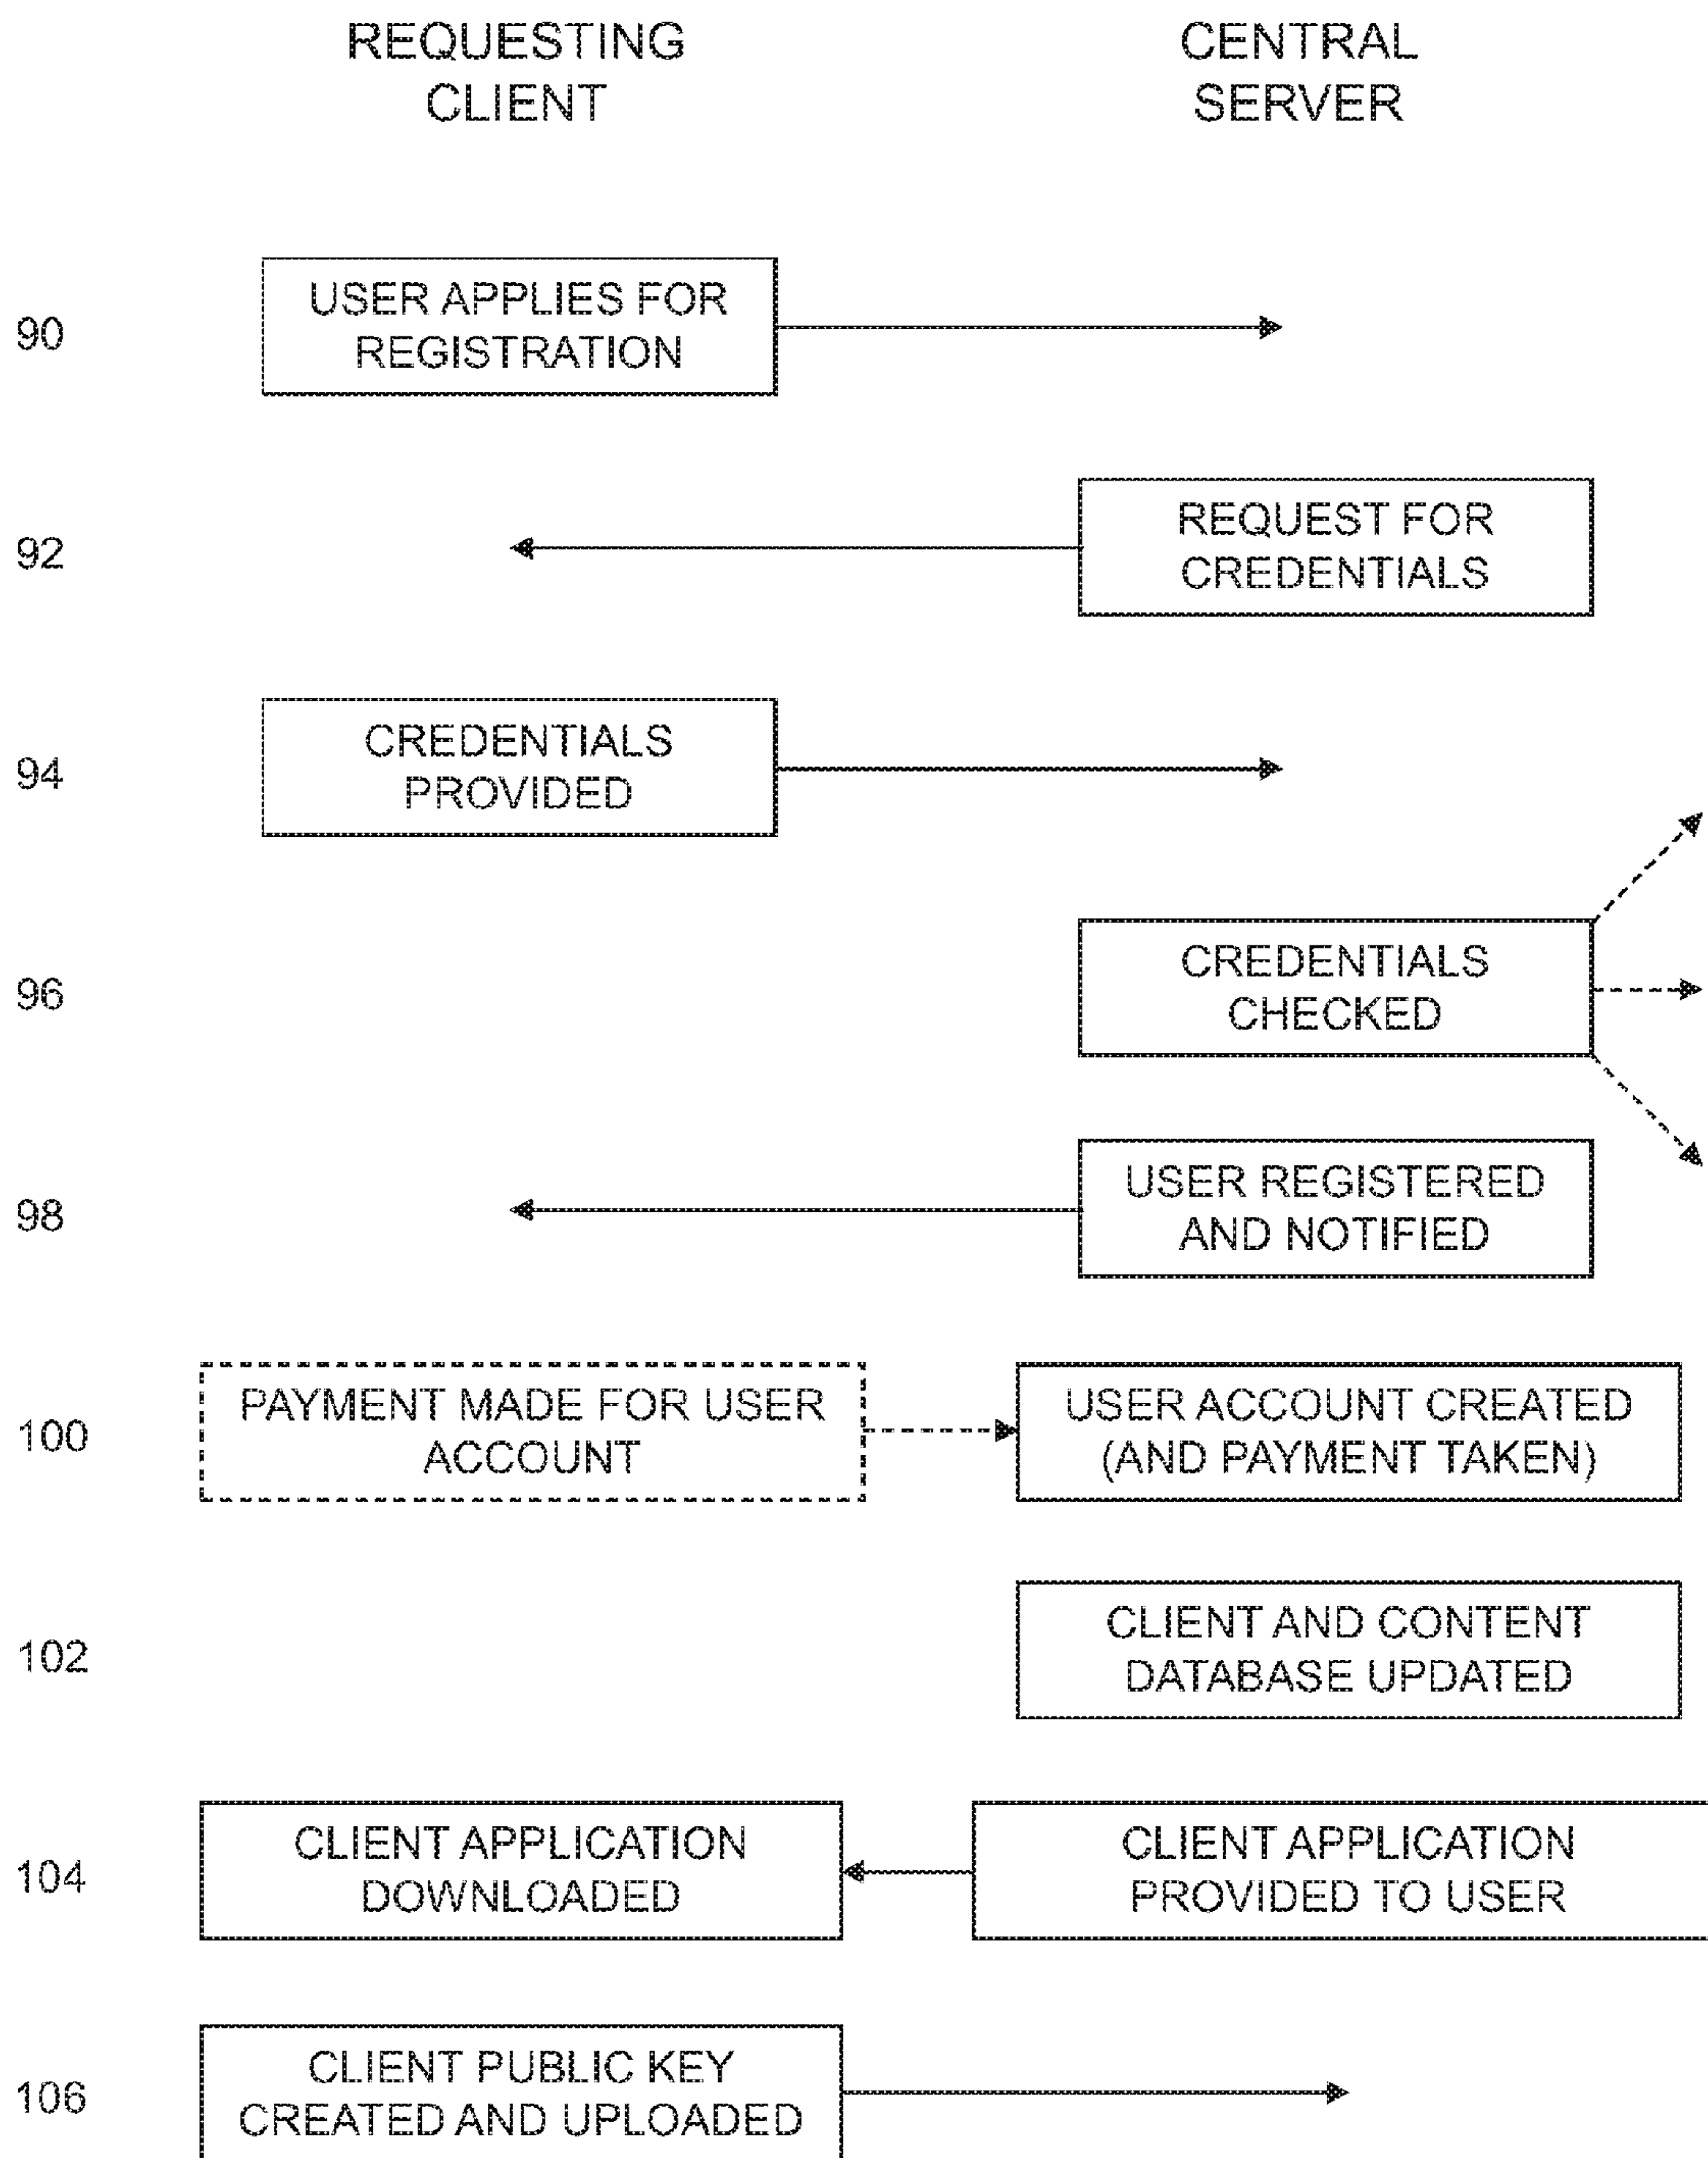 REQUESTING
CLIENT
CENTRAL
SERVER
90
USER APPLIES FOR
REGISTRATION
92
REQUEST FOR
CREDENTIALS
94
CREDENTIALS
PROVIDED
96
CREDENTIALS
CHECKED
98
USER REGISTERED
AND NOTIFIED
100
PAYMENT MADE FOR USER
ACCOUNT
USER ACCOUNT CREATED
(AND PAYMENT TAKEN)
102
CLIENT AND CONTENT
DATABASE UPDATED
104
CLIENT APPLICATION
DOWNLOADED
CLIENT APPLICATION
PROVIDED TO USER
106
CLIENT PUBLIC KEY
CREATED AND UPLOADED